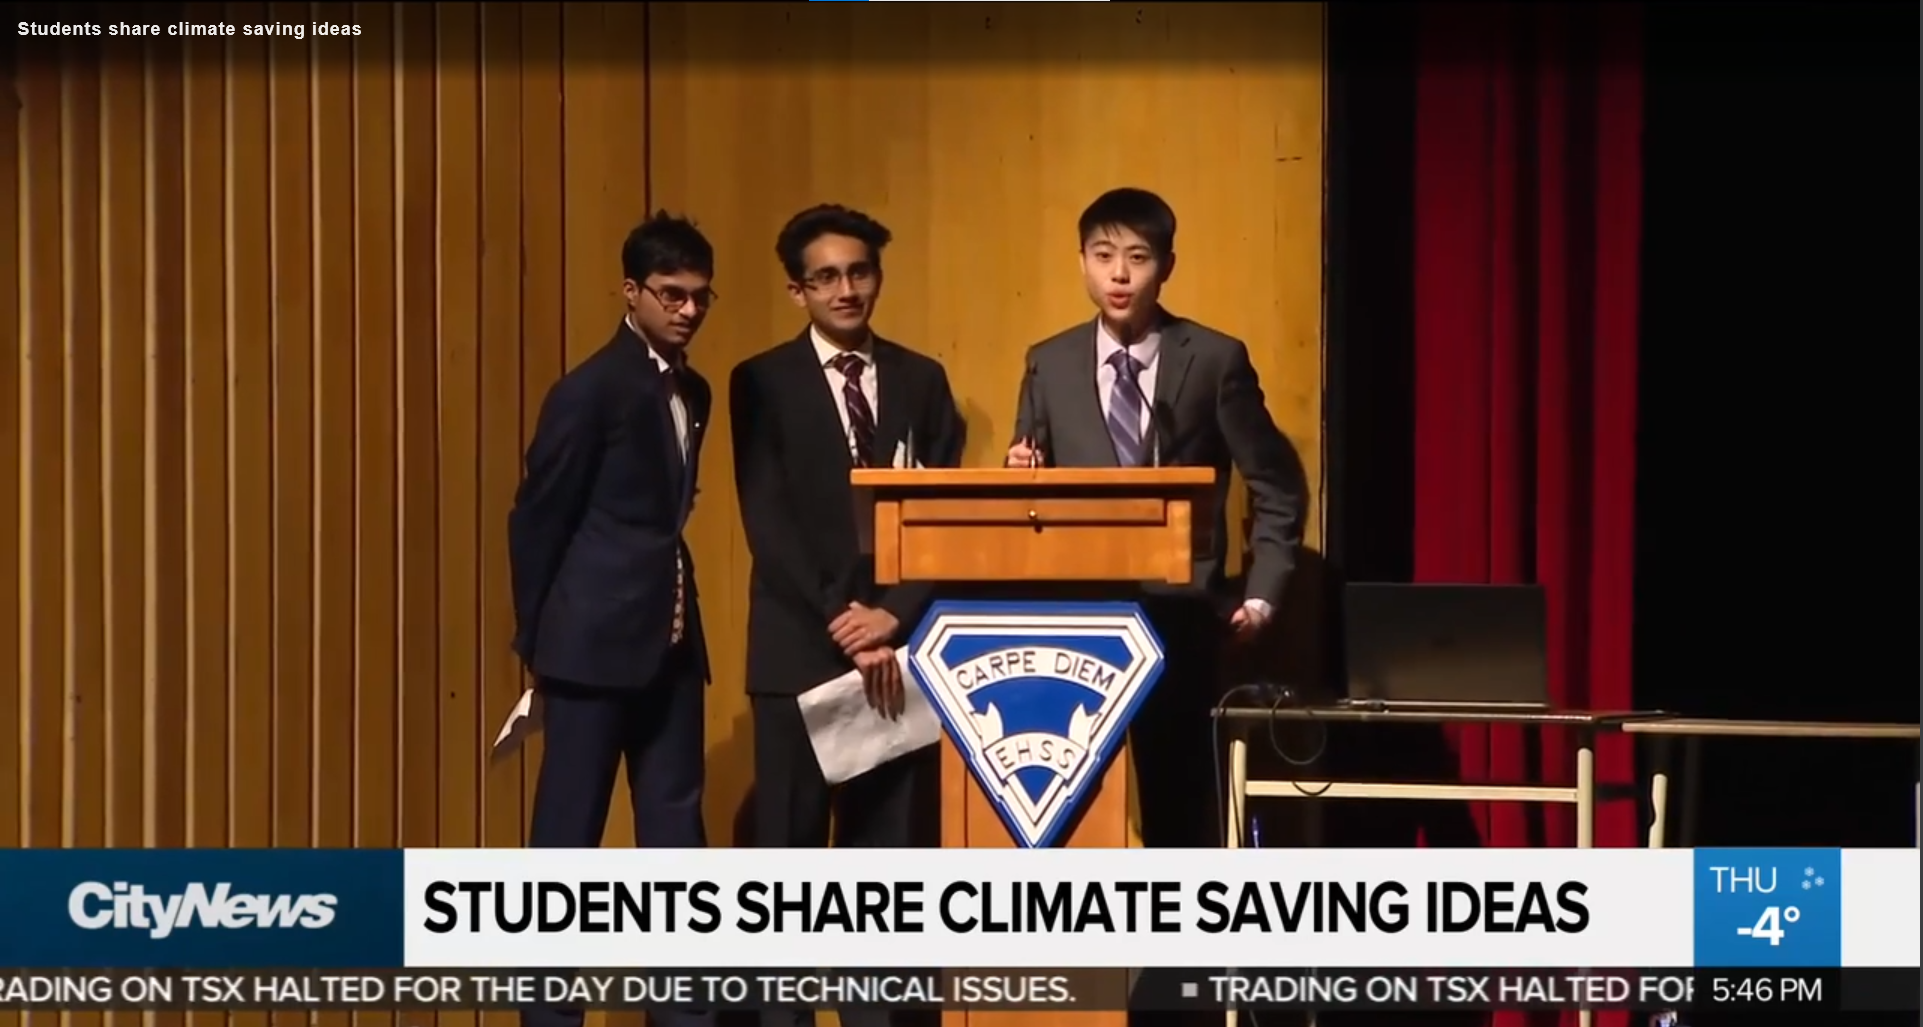 Students share climate saving ideas
CARPE DIEM
EHSS
CityNews
STUDENTS SHARE CLIMATE SAVING IDEAS
THU
-4°
RADING ON TSX HALTED FOR THE DAY DUE TO TECHNICAL ISSUES. ■ TRADING ON TSX HALTED FOR
5:46 PM